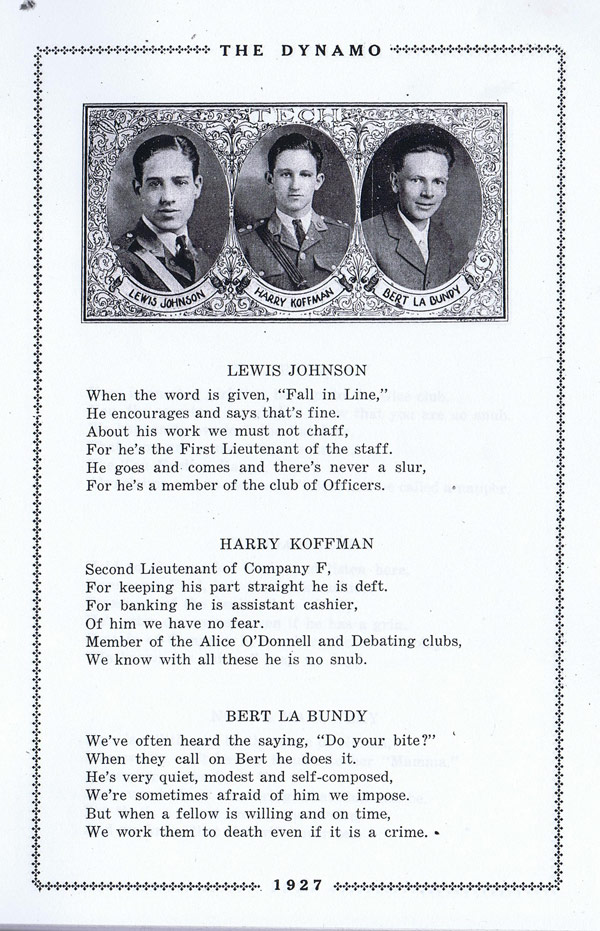 THE DYNAMO
TECH
LEWIS JOHNSON
HARRY KOFFMAN
BERT LA BUNDY
LEWIS JOHNSON
When the word is given, “Fall in Line,”
He encourages and says that’s fine.
About his work we must not chaff,
For he’s the First Lieutenant of the staff.
He goes and comes and there’s never a slur,
For he’s a member of the club of Officers.
HARRY KOFFMAN
Second Lieutenant of Company F,
For keeping his part straight he is deft.
For banking he is assistant cashier,
Of him we have no fear.
Member of the Alice O’Donnell and Debating clubs,
We know with all these he is no snub.
BERT LA BUNDY
We’ve often heard the saying, “Do your bite?”
When they call on Bert he does it.
He’s very quiet, modest and self-composed,
We’re sometimes afraid of him we impose.
But when a fellow is willing and on time,
We work them to death even if it is a crime.
1927